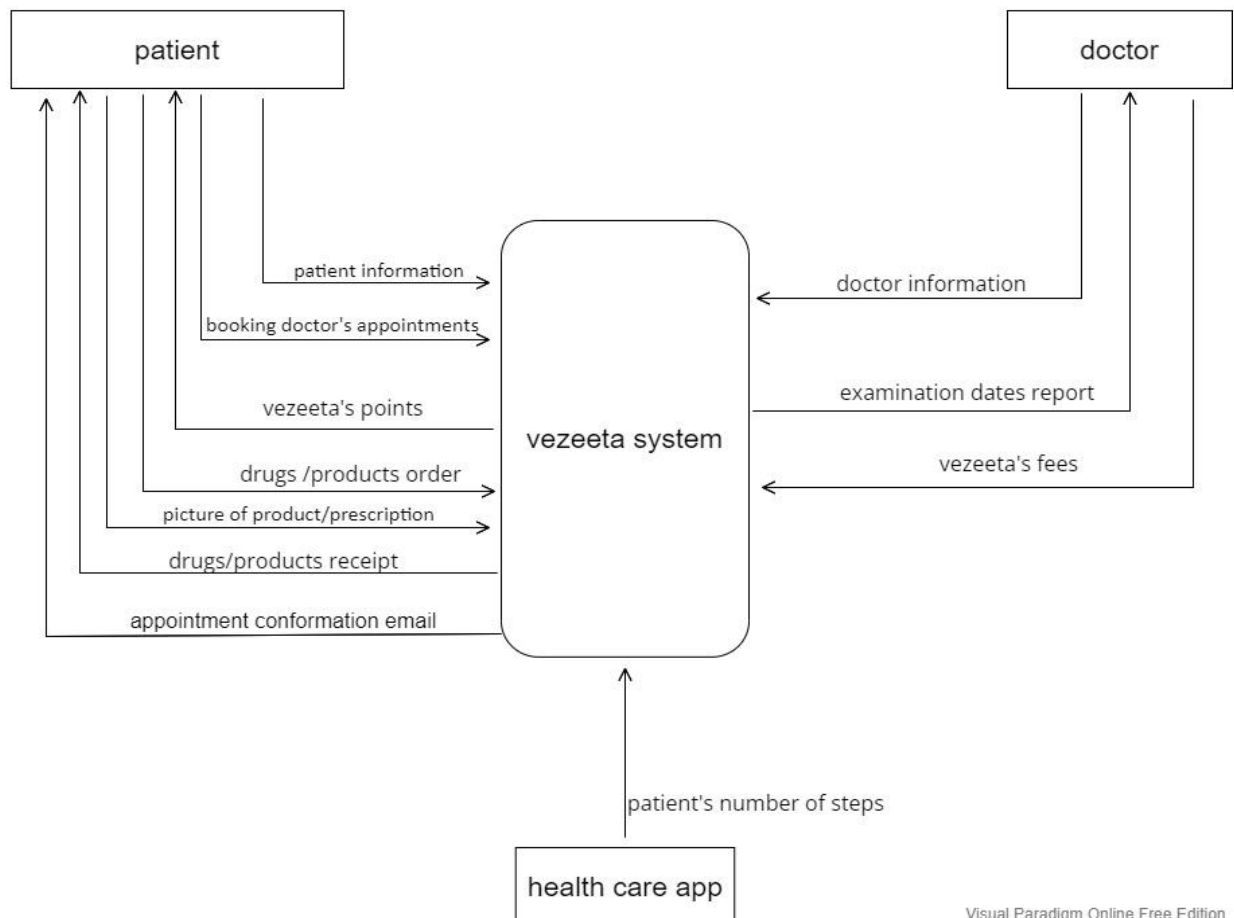 patient
doctor
patient information
doctor information
booking doctor's appointments
examination dates report
vezeeta's points
vezeeta system
vezeeta's fees
drugs /products order
picture of product/prescription
drugs/products receipt
appointment conformation email
patient's number of steps
health care app
Visual Paradigm Online Free Edition